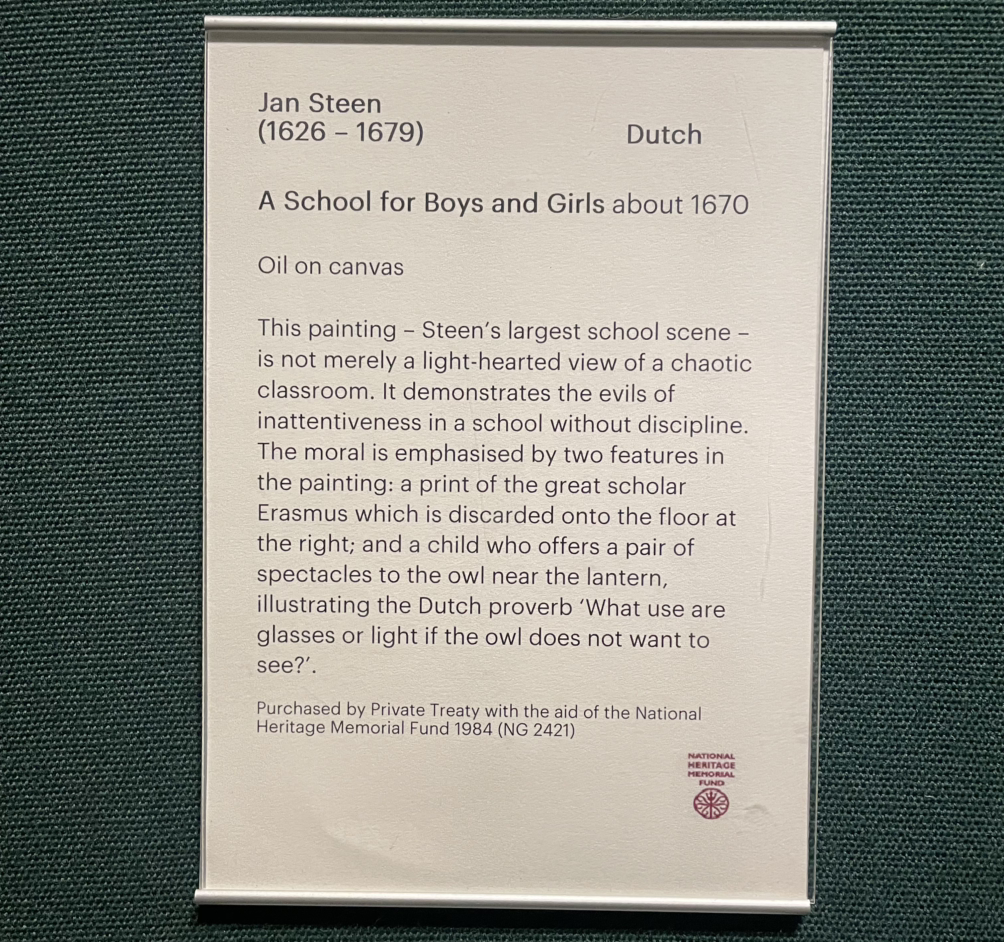 Jan Steen
(1626 – 1679) Dutch
A School for Boys and Girls about 1670
Oil on canvas
This painting – Steen's largest school scene –
is not merely a light-hearted view of a chaotic
classroom. It demonstrates the evils of
inattentiveness in a school without discipline.
The moral is emphasised by two features in
the painting: a print of the great scholar
Erasmus which is discarded onto the floor at
the right; and a child who offers a pair of
spectacles to the owl near the lantern,
illustrating the Dutch proverb ‘What use are
glasses or light if the owl does not want to
see?’.
Purchased by Private Treaty with the aid of the National
Heritage Memorial Fund 1984 (NG 2421)
NATIONAL
HERITAGE
MEMORIAL
FUND